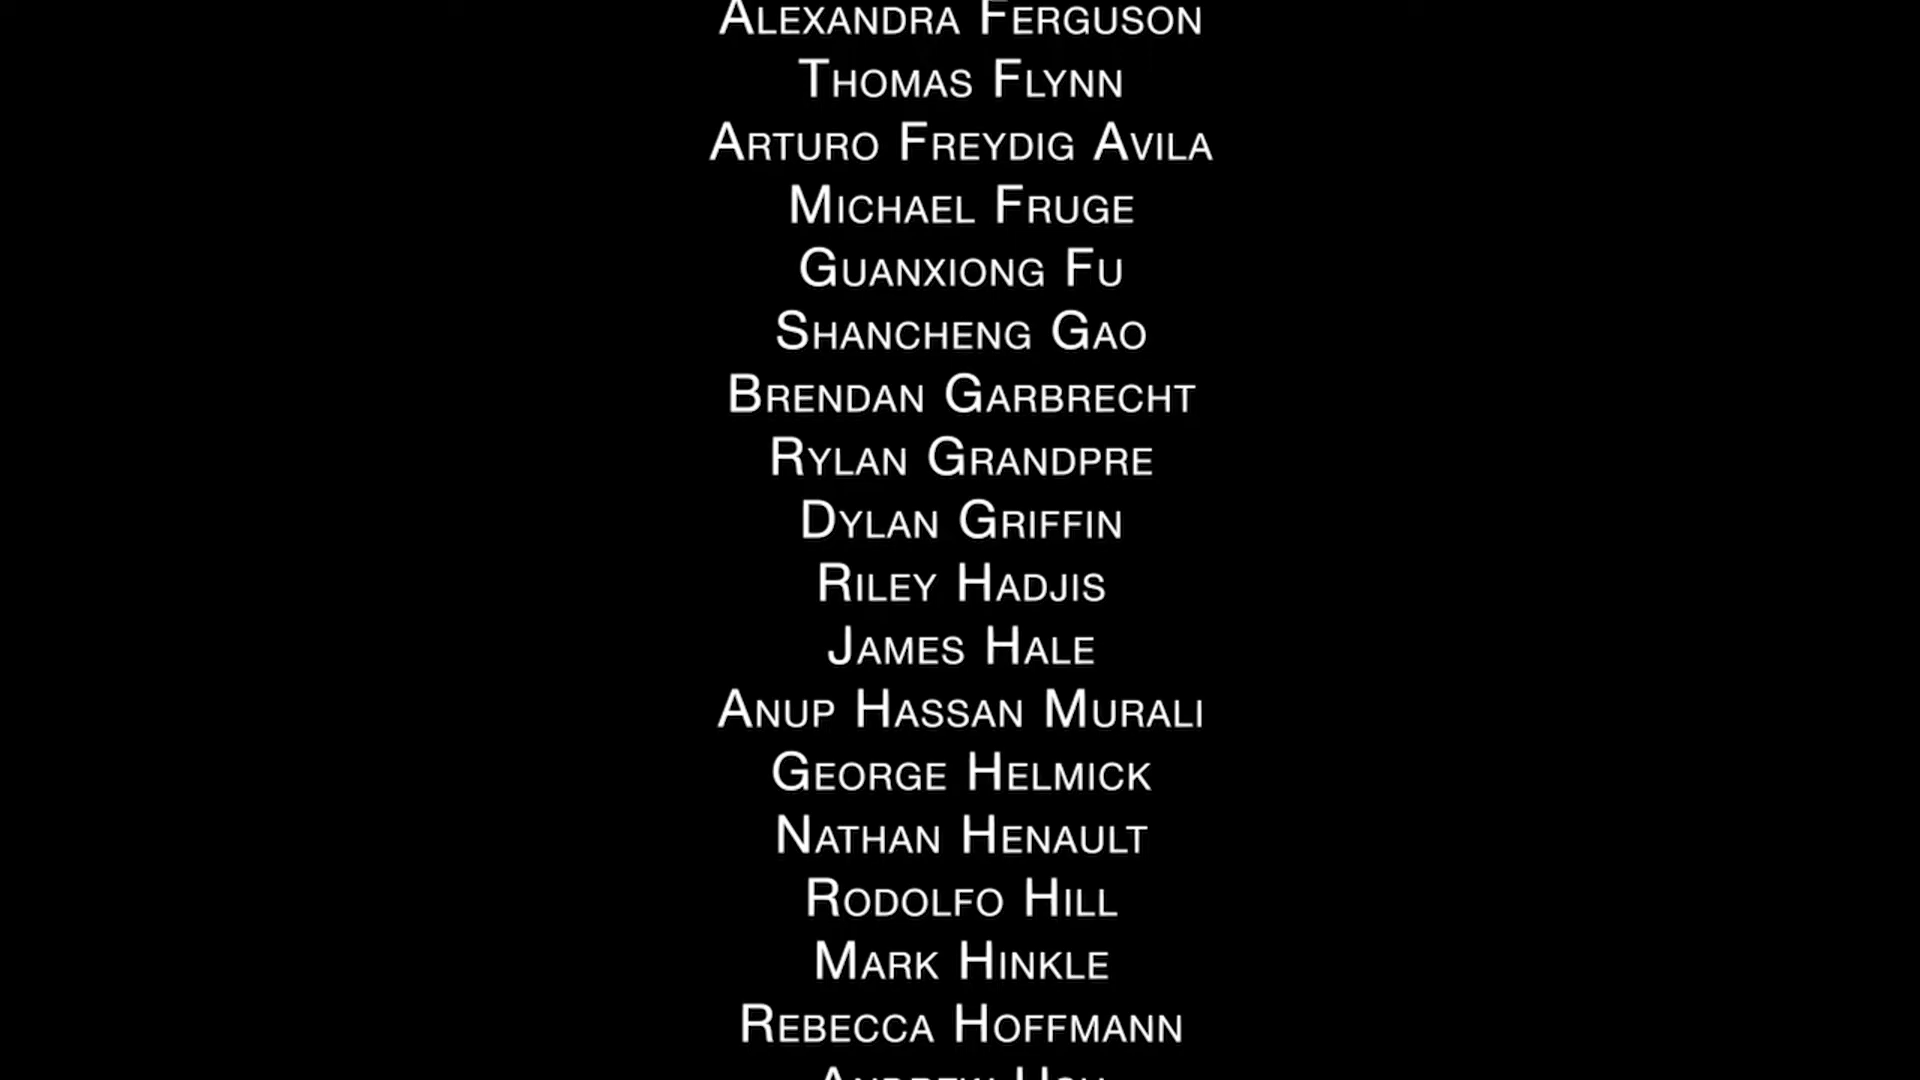 Alexandra Ferguson
Thomas Flynn
Arturo Freydig Avila
Michael Fruge
Guanxiong Fu
Shancheng Gao
Brendan Garbrecht
Rylan Grandpre
Dylan Griffin
Riley Hadjis
James Hale
Anup Hassan Murali
George Helmick
Nathan Henault
Rodolfo Hill
Mark Hinkle
Rebecca Hoffmann
Andrew